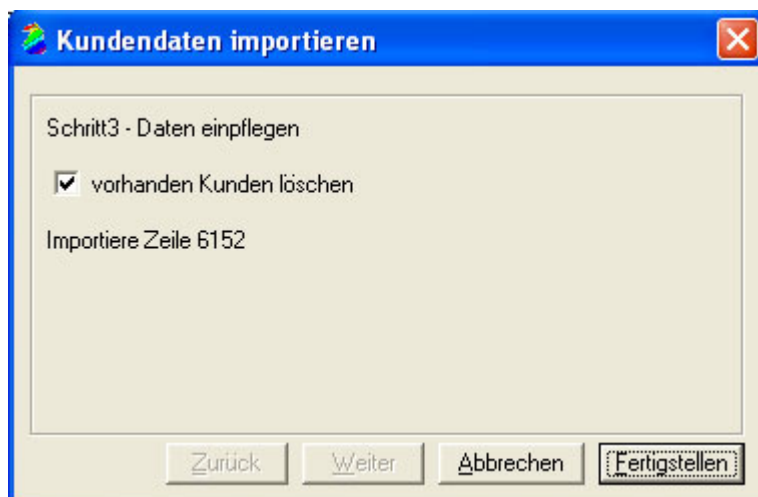 Kundendaten importieren
Schritt3 - Daten einpflegen
vorhanden Kunden löschen
Importiere Zeile 6152
Zurück Weiter Abbrechen Fertigstellen